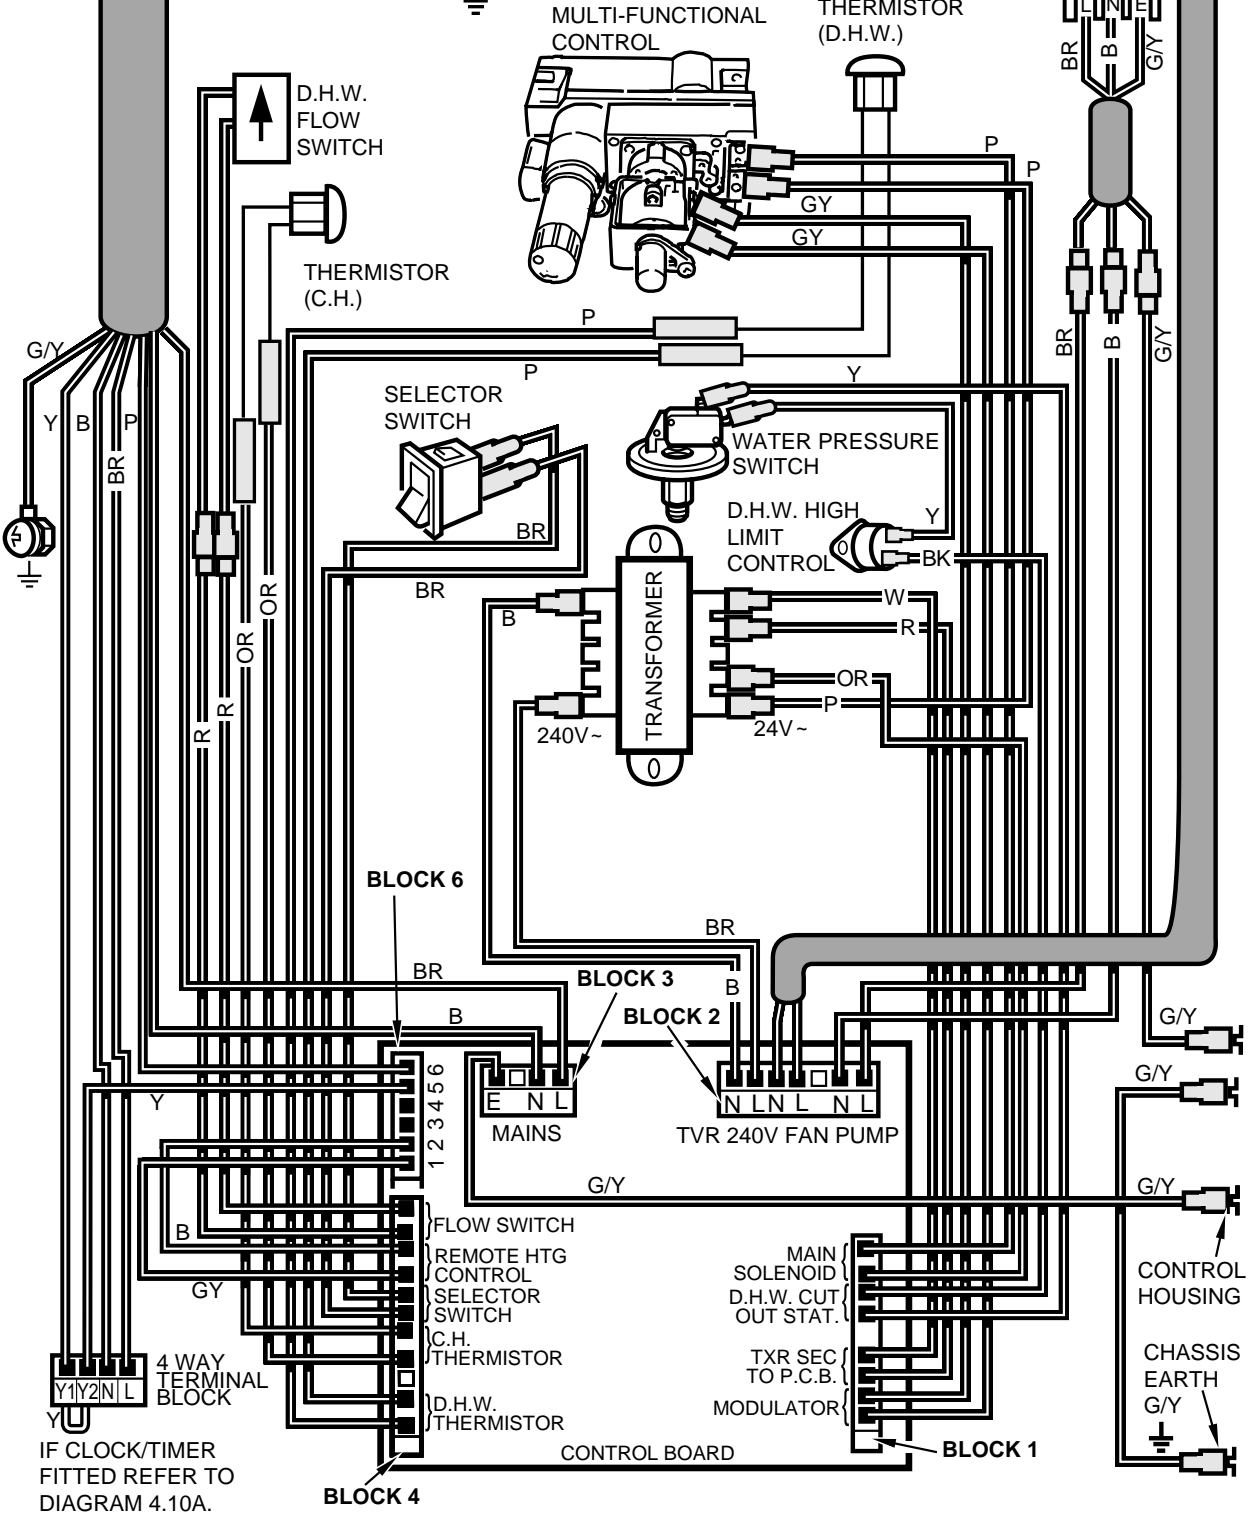 MULTI-FUNCTIONAL
CONTROL
THERMISTOR
(D.H.W.)
L N E
BR
B
G/Y
D.H.W.
FLOW
SWITCH
P
P
GY
GY
THERMISTOR
(C.H.)
P
P
G/Y
BR
B
G/Y
Y
B
P
BR
SELECTOR
SWITCH
Y
WATER PRESSURE
SWITCH
D.H.W. HIGH
LIMIT
CONTROL
Y
BK
BR
BR
OR
OR
B
W
R
OR
P
TRANSFORMER
240V~
24V~
R
R
BLOCK 6
BR
BR
B
BLOCK 3
BLOCK 2
B
G/Y
G/Y
Y
1 2 3 4 5 6
E N L
MAINS
N L N L N L
TVR 240V FAN PUMP
G/Y
G/Y
B
GY
FLOW SWITCH
REMOTE HTG
CONTROL
SELECTOR
SWITCH
C.H.
THERMISTOR
D.H.W.
THERMISTOR
MAIN
SOLENOID
D.H.W. CUT
OUT STAT.
TXR SEC
TO P.C.B.
MODULATOR
CONTROL
HOUSING
CHASSIS
EARTH
G/Y
4 WAY
TERMINAL
BLOCK
Y1 Y2 N L
Y
IF CLOCK/TIMER
FITTED REFER TO
DIAGRAM 4.10A.
CONTROL BOARD
BLOCK 1
BLOCK 4